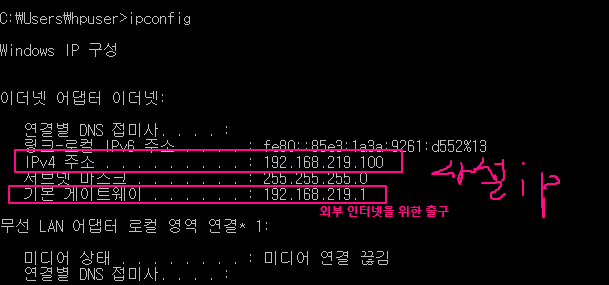 C:\Users\hpuser>ipconfig
Windows IP 구성
이더넷 어댑터 이더넷:
연결별 DNS 접미사. . . . :
링크-로컬 IPv6 주소 . . . . : fe80::85e3:1a3a:9261:d552%13
IPv4 주소 . . . . . . . . . : 192.168.219.100
사설ip
서브넷 마스크 . . . . . . . : 255.255.255.0
기본 게이트웨이 . . . . . . : 192.168.219.1
외부 인터넷을 위한 출구
무선 LAN 어댑터 로컬 영역 연결* 1:
미디어 상태 . . . . . . . . : 미디어 연결 끊김
연결별 DNS 접미사. . . . :